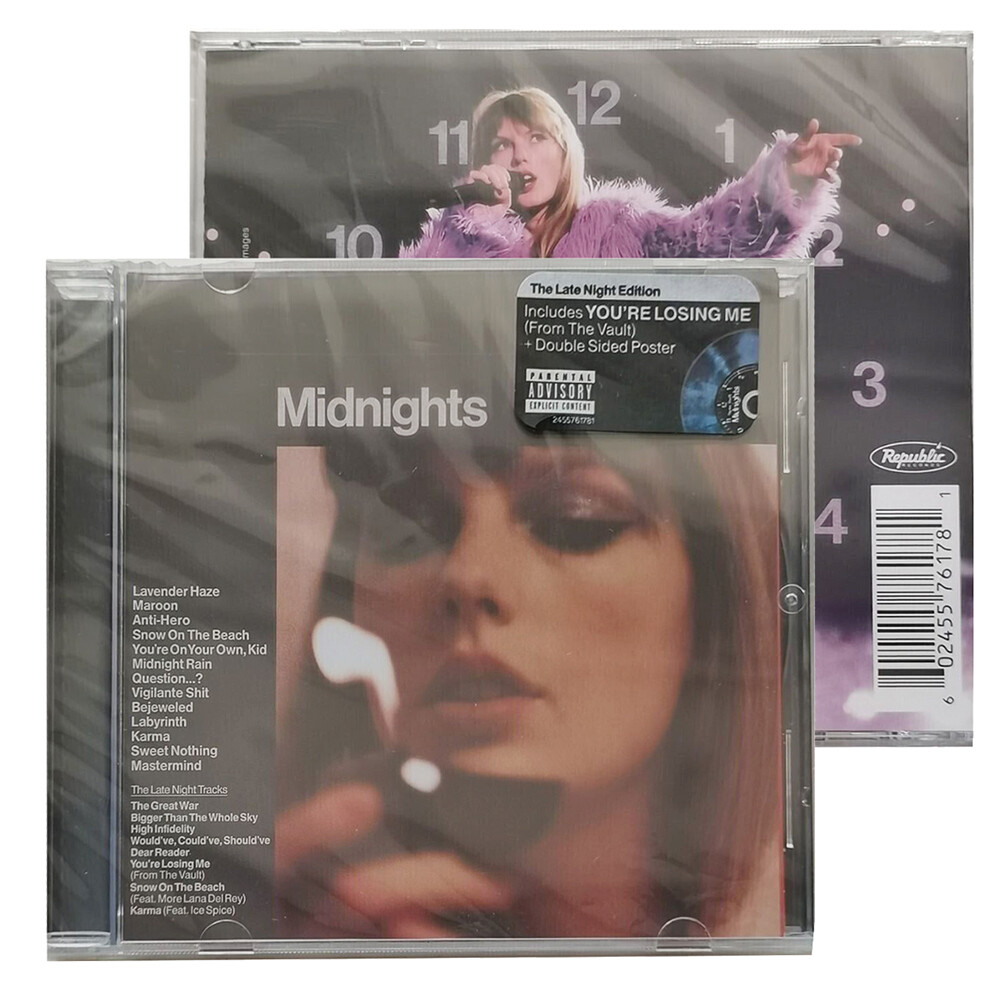 11
12
1
10
2
3
4
images
Republic
RECORDS
6 02455 76178 1
The Late Night Edition
Includes YOU'RE LOSING ME
(From The Vault)
+ Double Sided Poster
PARENTAL
ADVISORY
EXPLICIT CONTENT
2455761781
Midnights
Midnights
Lavender Haze
Maroon
Anti-Hero
Snow On The Beach
You're On Your Own, Kid
Midnight Rain
Question...?
Vigilante Shit
Bejeweled
Labyrinth
Karma
Sweet Nothing
Mastermind
The Late Night Tracks
The Great War
Bigger Than The Whole Sky
High Infidelity
Would've, Could've, Should've
Dear Reader
You're Losing Me
(From The Vault)
Snow On The Beach
(Feat. More Lana Del Rey)
Karma (Feat. Ice Spice)